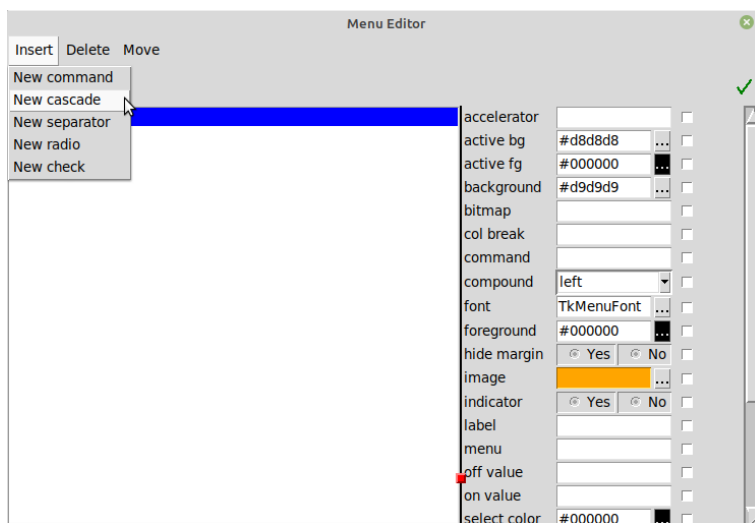 Menu Editor
Insert Delete Move
New command
New cascade
New separator
New radio
New check
accelerator
active bg #d8d8d8 ...
active fg #000000 ...
background #d9d9d9 ...
bitmap
col break
command
compound left
font TkMenuFont ...
foreground #000000 ...
hide margin Yes No
image ...
indicator Yes No
label
menu
off value
on value
select color #000000 ...